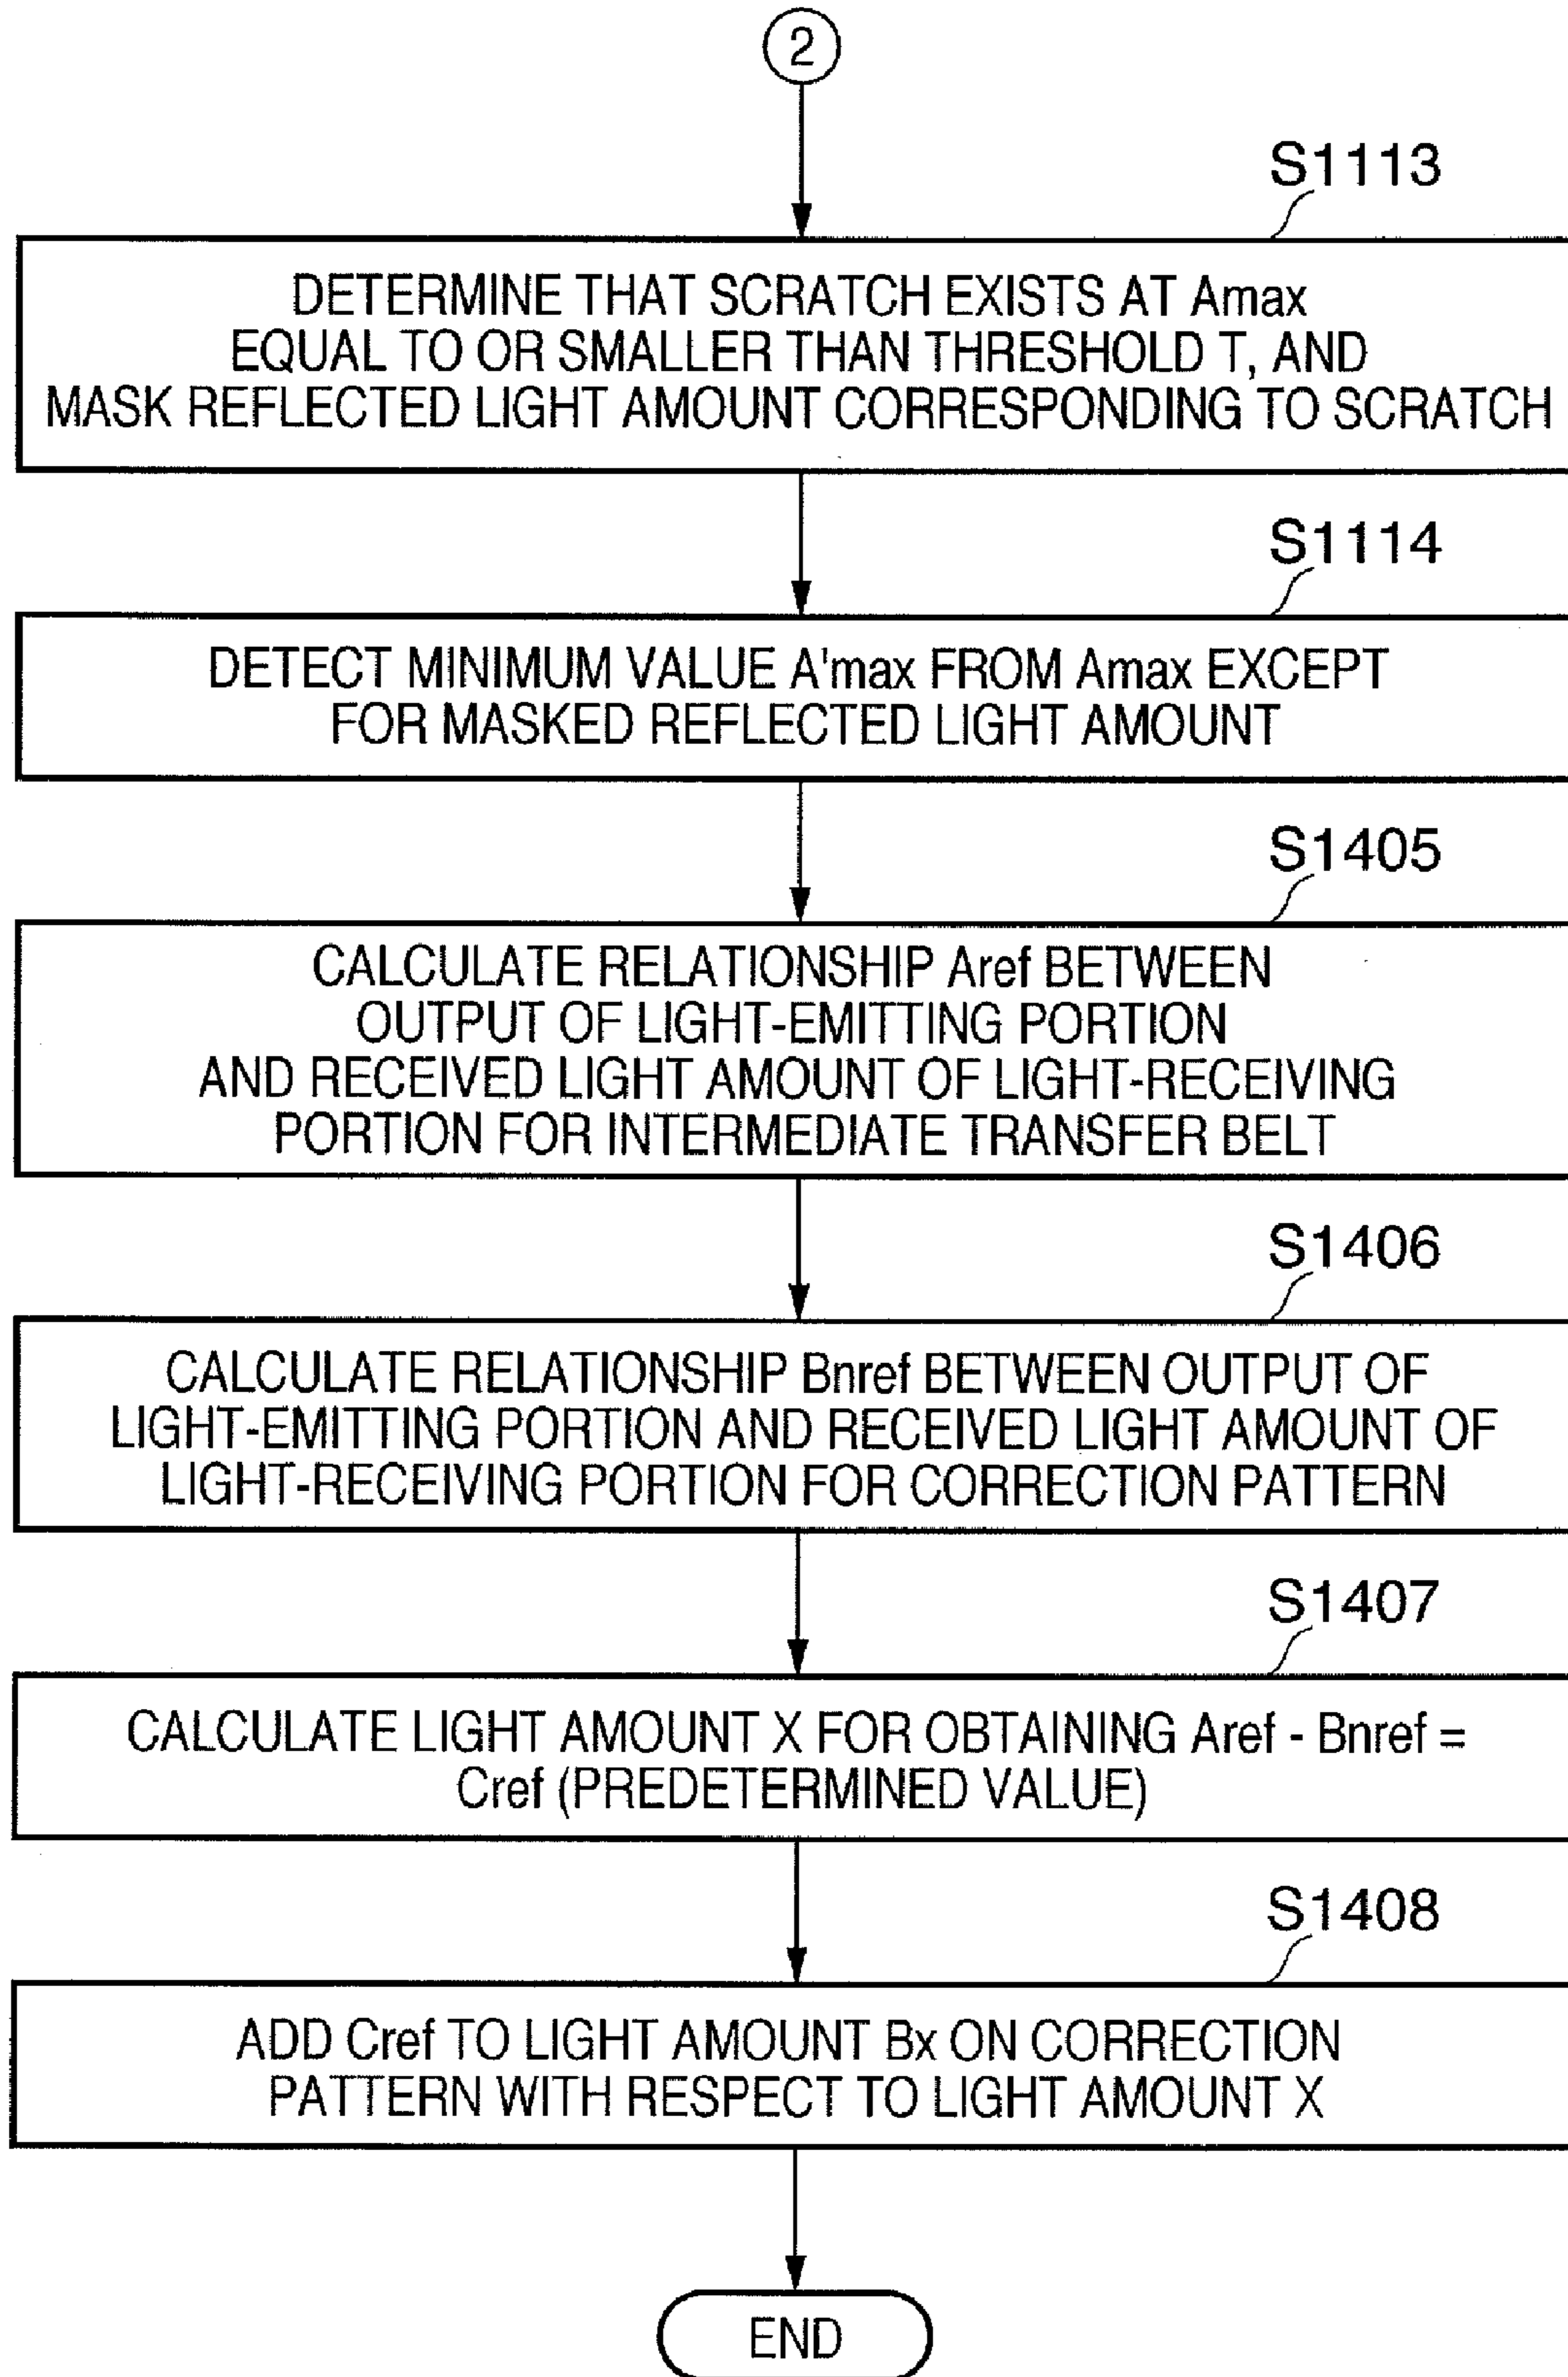 2
S1113
DETERMINE THAT SCRATCH EXISTS AT Amax
EQUAL TO OR SMALLER THAN THRESHOLD T, AND
MASK REFLECTED LIGHT AMOUNT CORRESPONDING TO SCRATCH
S1114
DETECT MINIMUM VALUE A'max FROM Amax EXCEPT
FOR MASKED REFLECTED LIGHT AMOUNT
S1405
CALCULATE RELATIONSHIP Aref BETWEEN
OUTPUT OF LIGHT-EMITTING PORTION
AND RECEIVED LIGHT AMOUNT OF LIGHT-RECEIVING
PORTION FOR INTERMEDIATE TRANSFER BELT
S1406
CALCULATE RELATIONSHIP Bnref BETWEEN OUTPUT OF
LIGHT-EMITTING PORTION AND RECEIVED LIGHT AMOUNT OF
LIGHT-RECEIVING PORTION FOR CORRECTION PATTERN
S1407
CALCULATE LIGHT AMOUNT X FOR OBTAINING Aref - Bnref =
Cref (PREDETERMINED VALUE)
S1408
ADD Cref TO LIGHT AMOUNT Bx ON CORRECTION
PATTERN WITH RESPECT TO LIGHT AMOUNT X
END